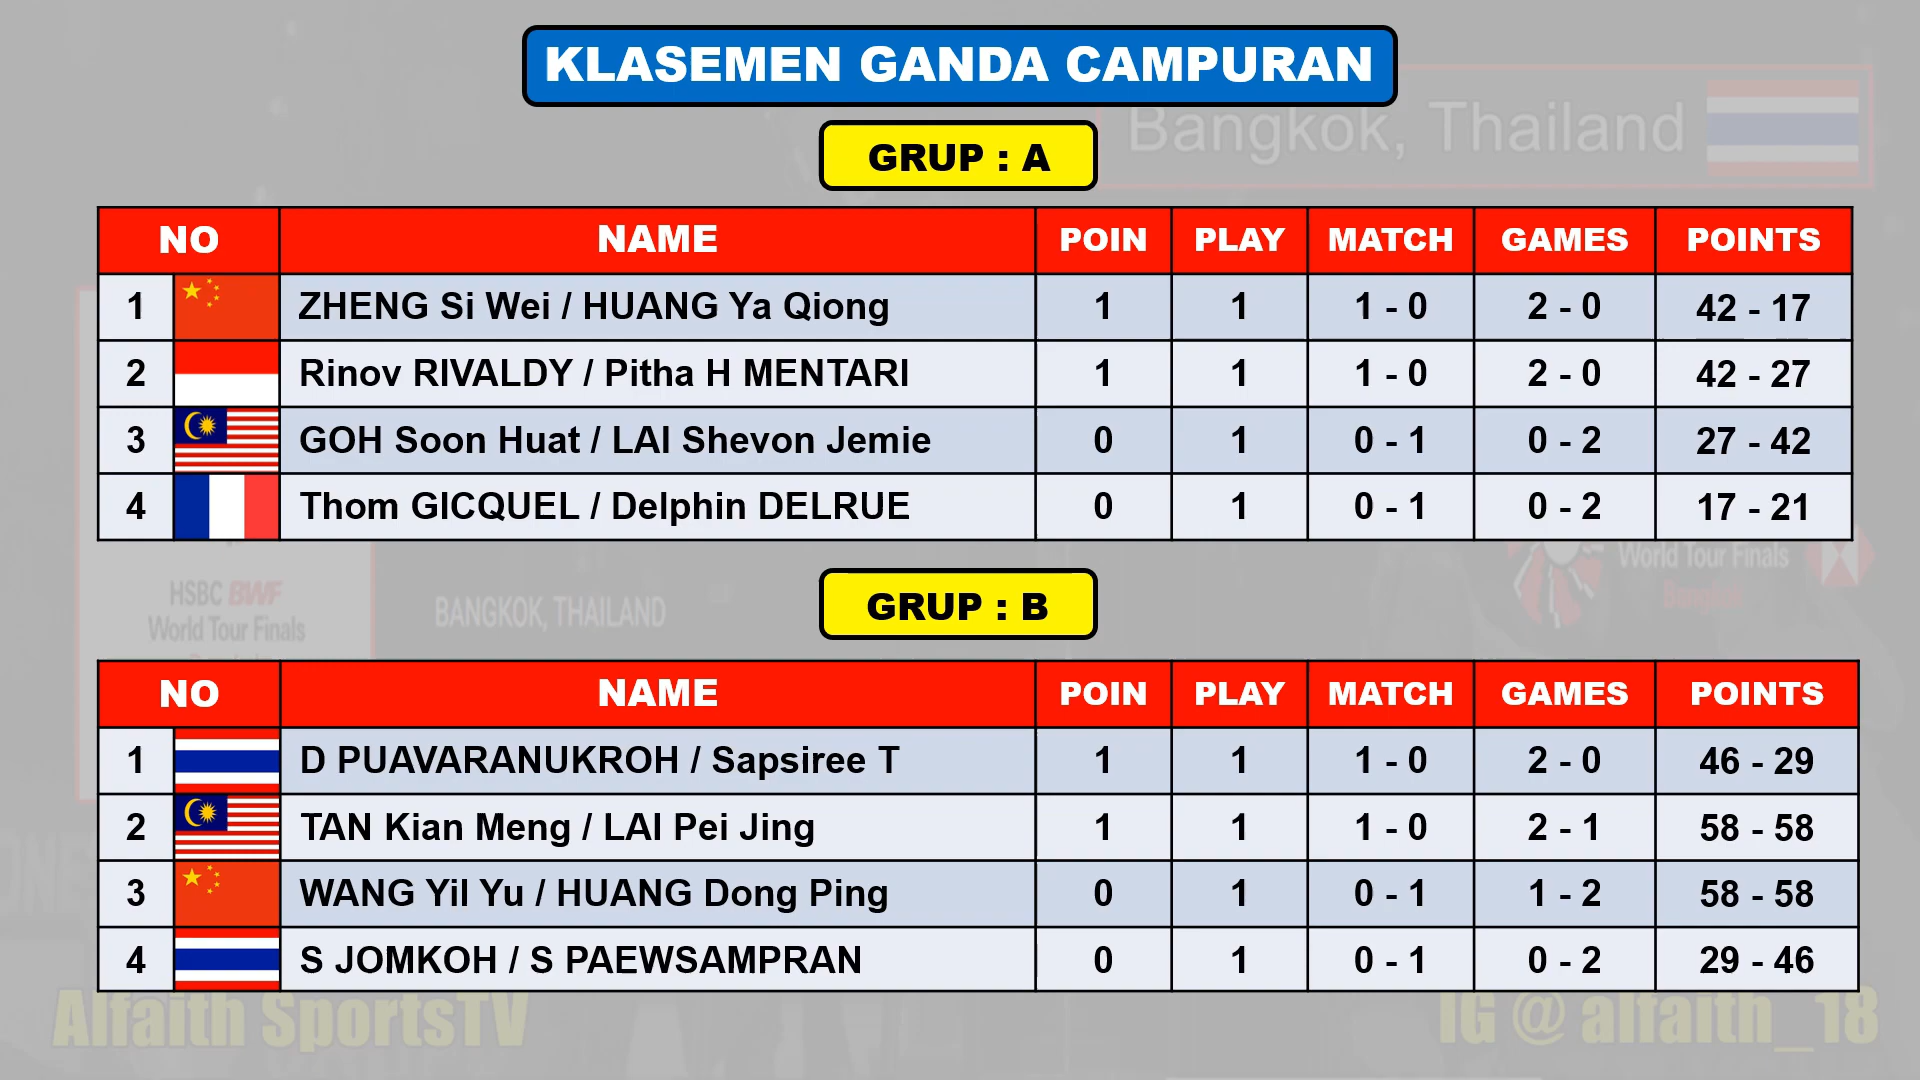 KLASEMEN GANDA CAMPURAN
Bangkok, Thailand
GRUP : A
NO NAME POIN PLAY MATCH GAMES POINTS
1 ZHENG Si Wei / HUANG Ya Qiong 1 1 1 - 0 2 - 0 42 - 17
2 Rinov RIVALDY / Pitha H MENTARI 1 1 1 - 0 2 - 0 42 - 27
3 GOH Soon Huat / LAI Shevon Jemie 0 1 0 - 1 0 - 2 27 - 42
4 Thom GICQUEL / Delphin DELRUE 0 1 0 - 1 0 - 2 17 - 21
World Tour Finals
Bangkok
HSBC BWF
World Tour Finals
BANGKOK, THAILAND
GRUP : B
NO NAME POIN PLAY MATCH GAMES POINTS
1 D PUAVARANUKROH / Sapsiree T 1 1 1 - 0 2 - 0 46 - 29
2 TAN Kian Meng / LAI Pei Jing 1 1 1 - 0 2 - 1 58 - 58
3 WANG Yil Yu / HUANG Dong Ping 0 1 0 - 1 1 - 2 58 - 58
4 S JOMKOH / S PAEWSAMPRAN 0 1 0 - 1 0 - 2 29 - 46
Alfaith SportsTV
IG @ alfaith_18